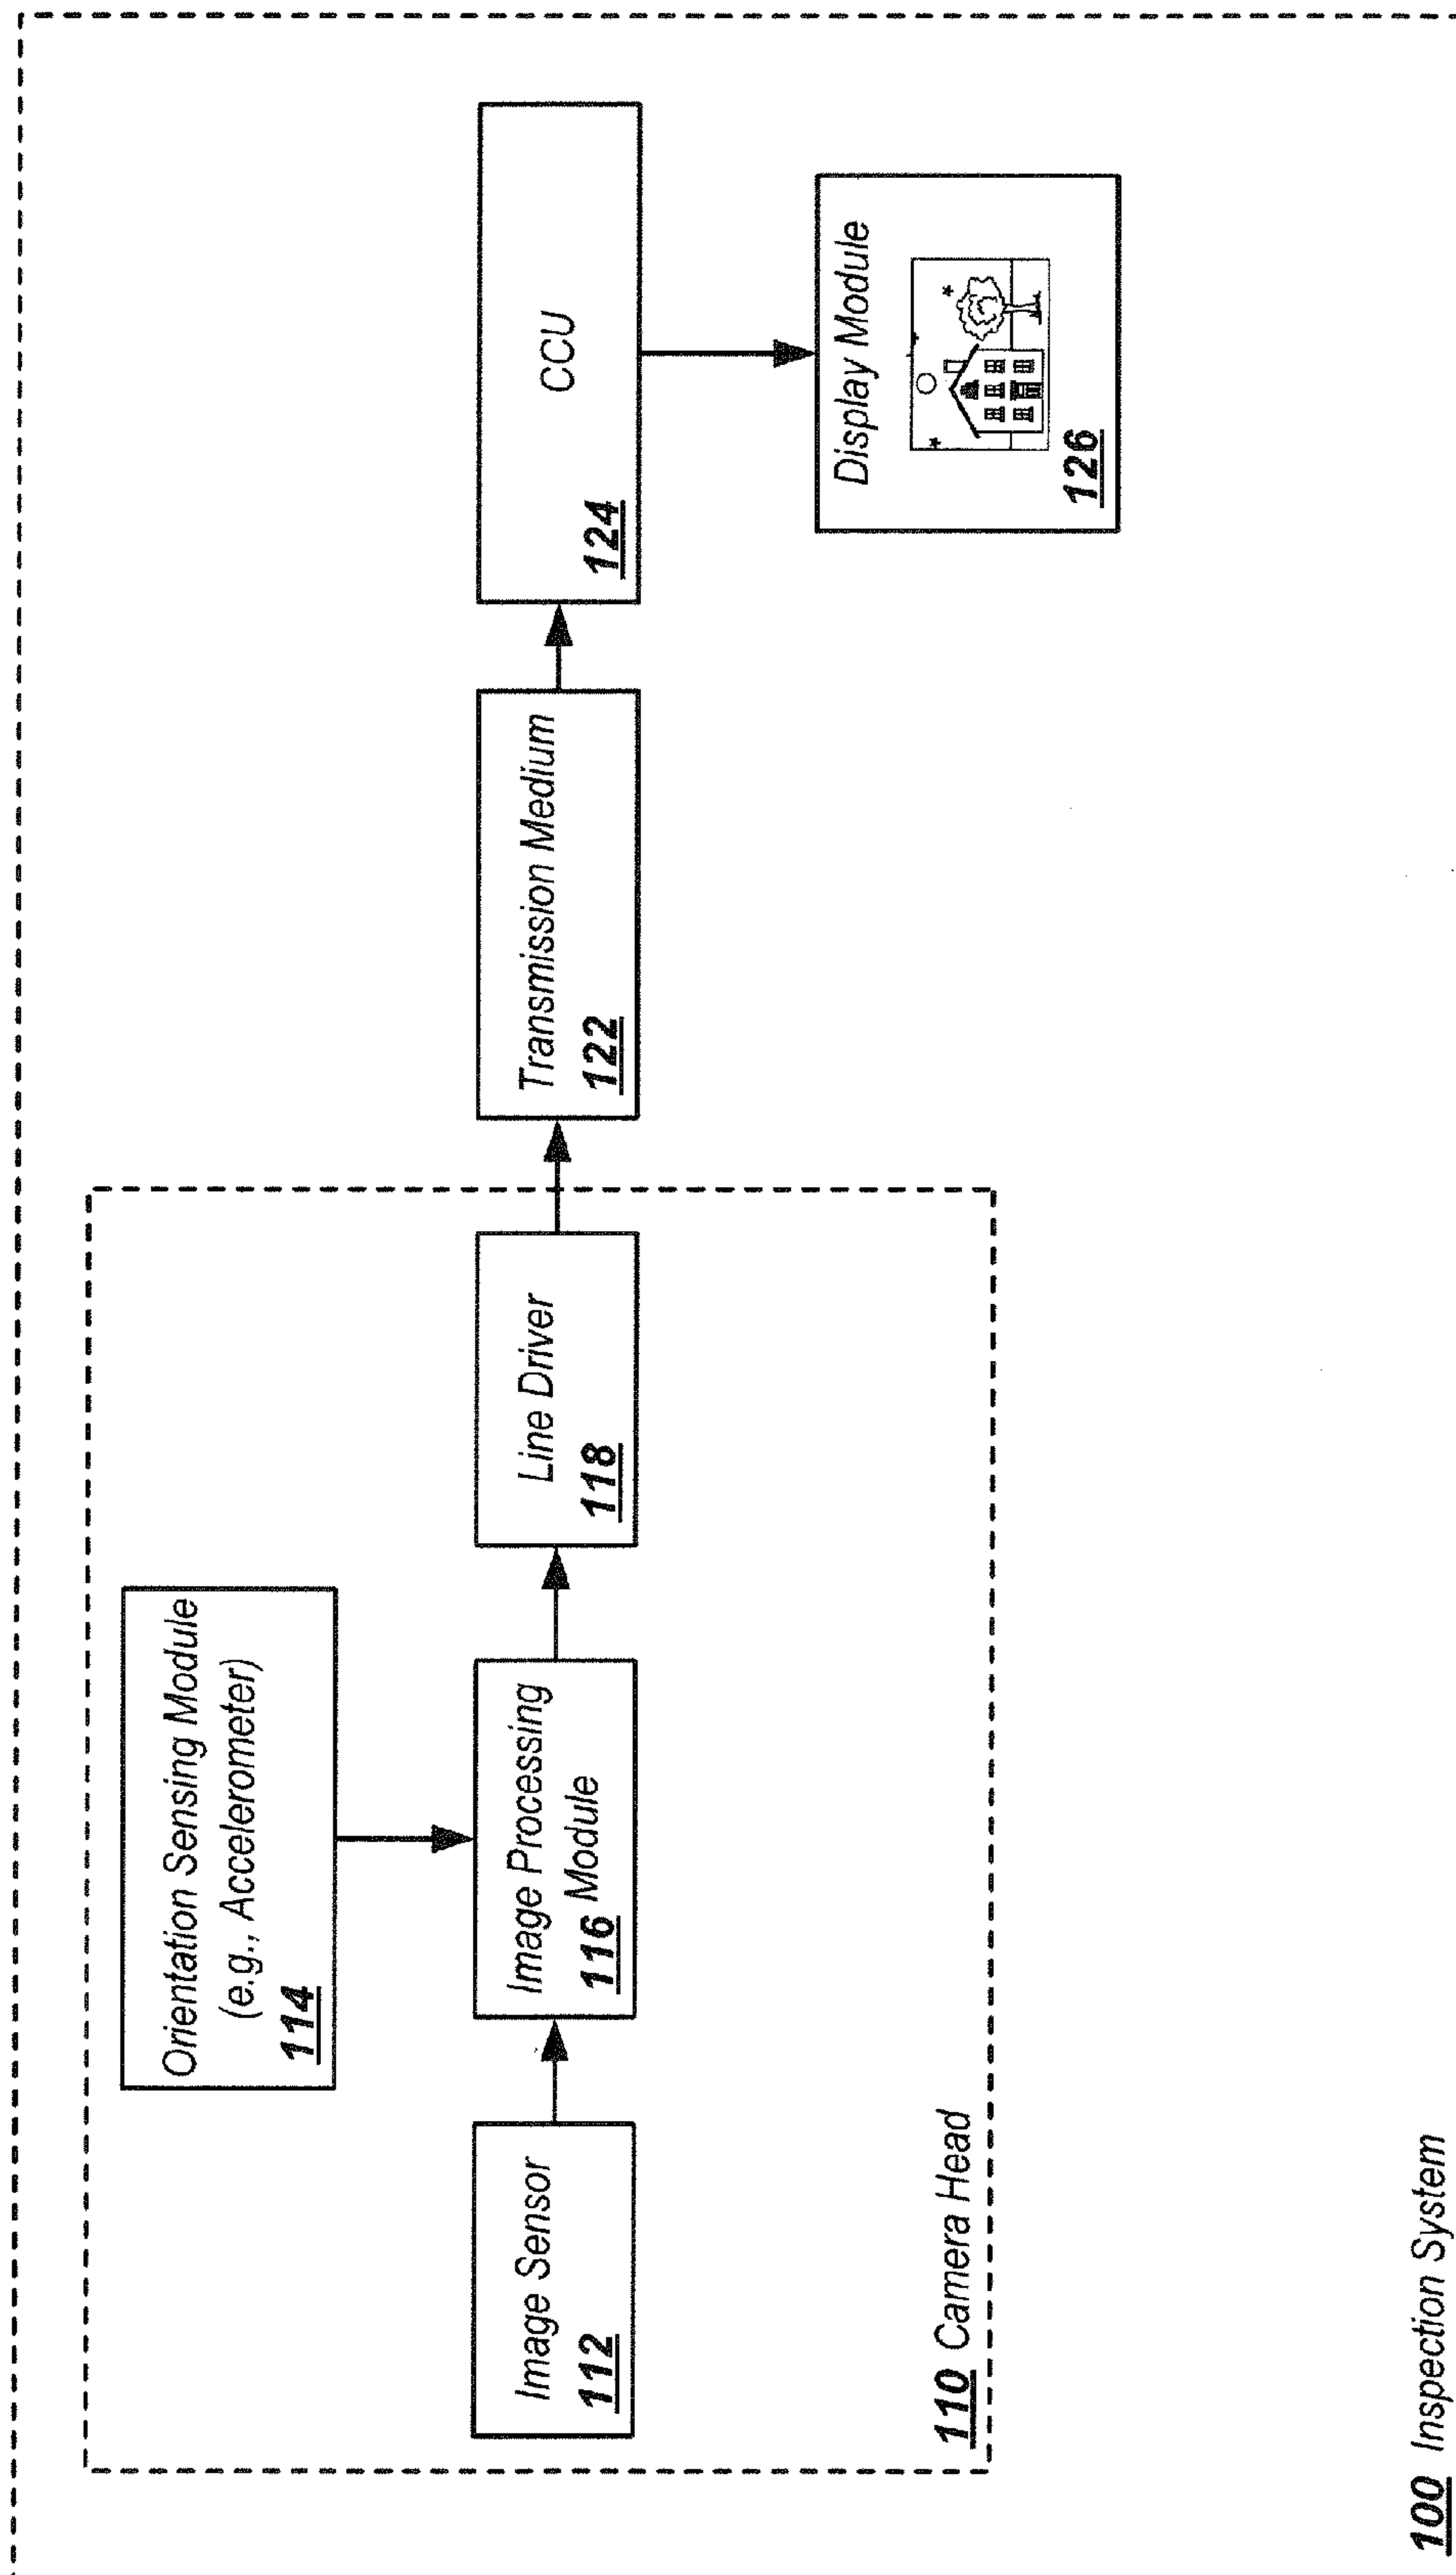 Orientation Sensing Module
(e.g., Accelerometer)
114
Image Sensor
112
Image Processing
116 Module
Line Driver
118
Transmission Medium
122
CCU
124
Display Module
126
110 Camera Head
100 Inspection System